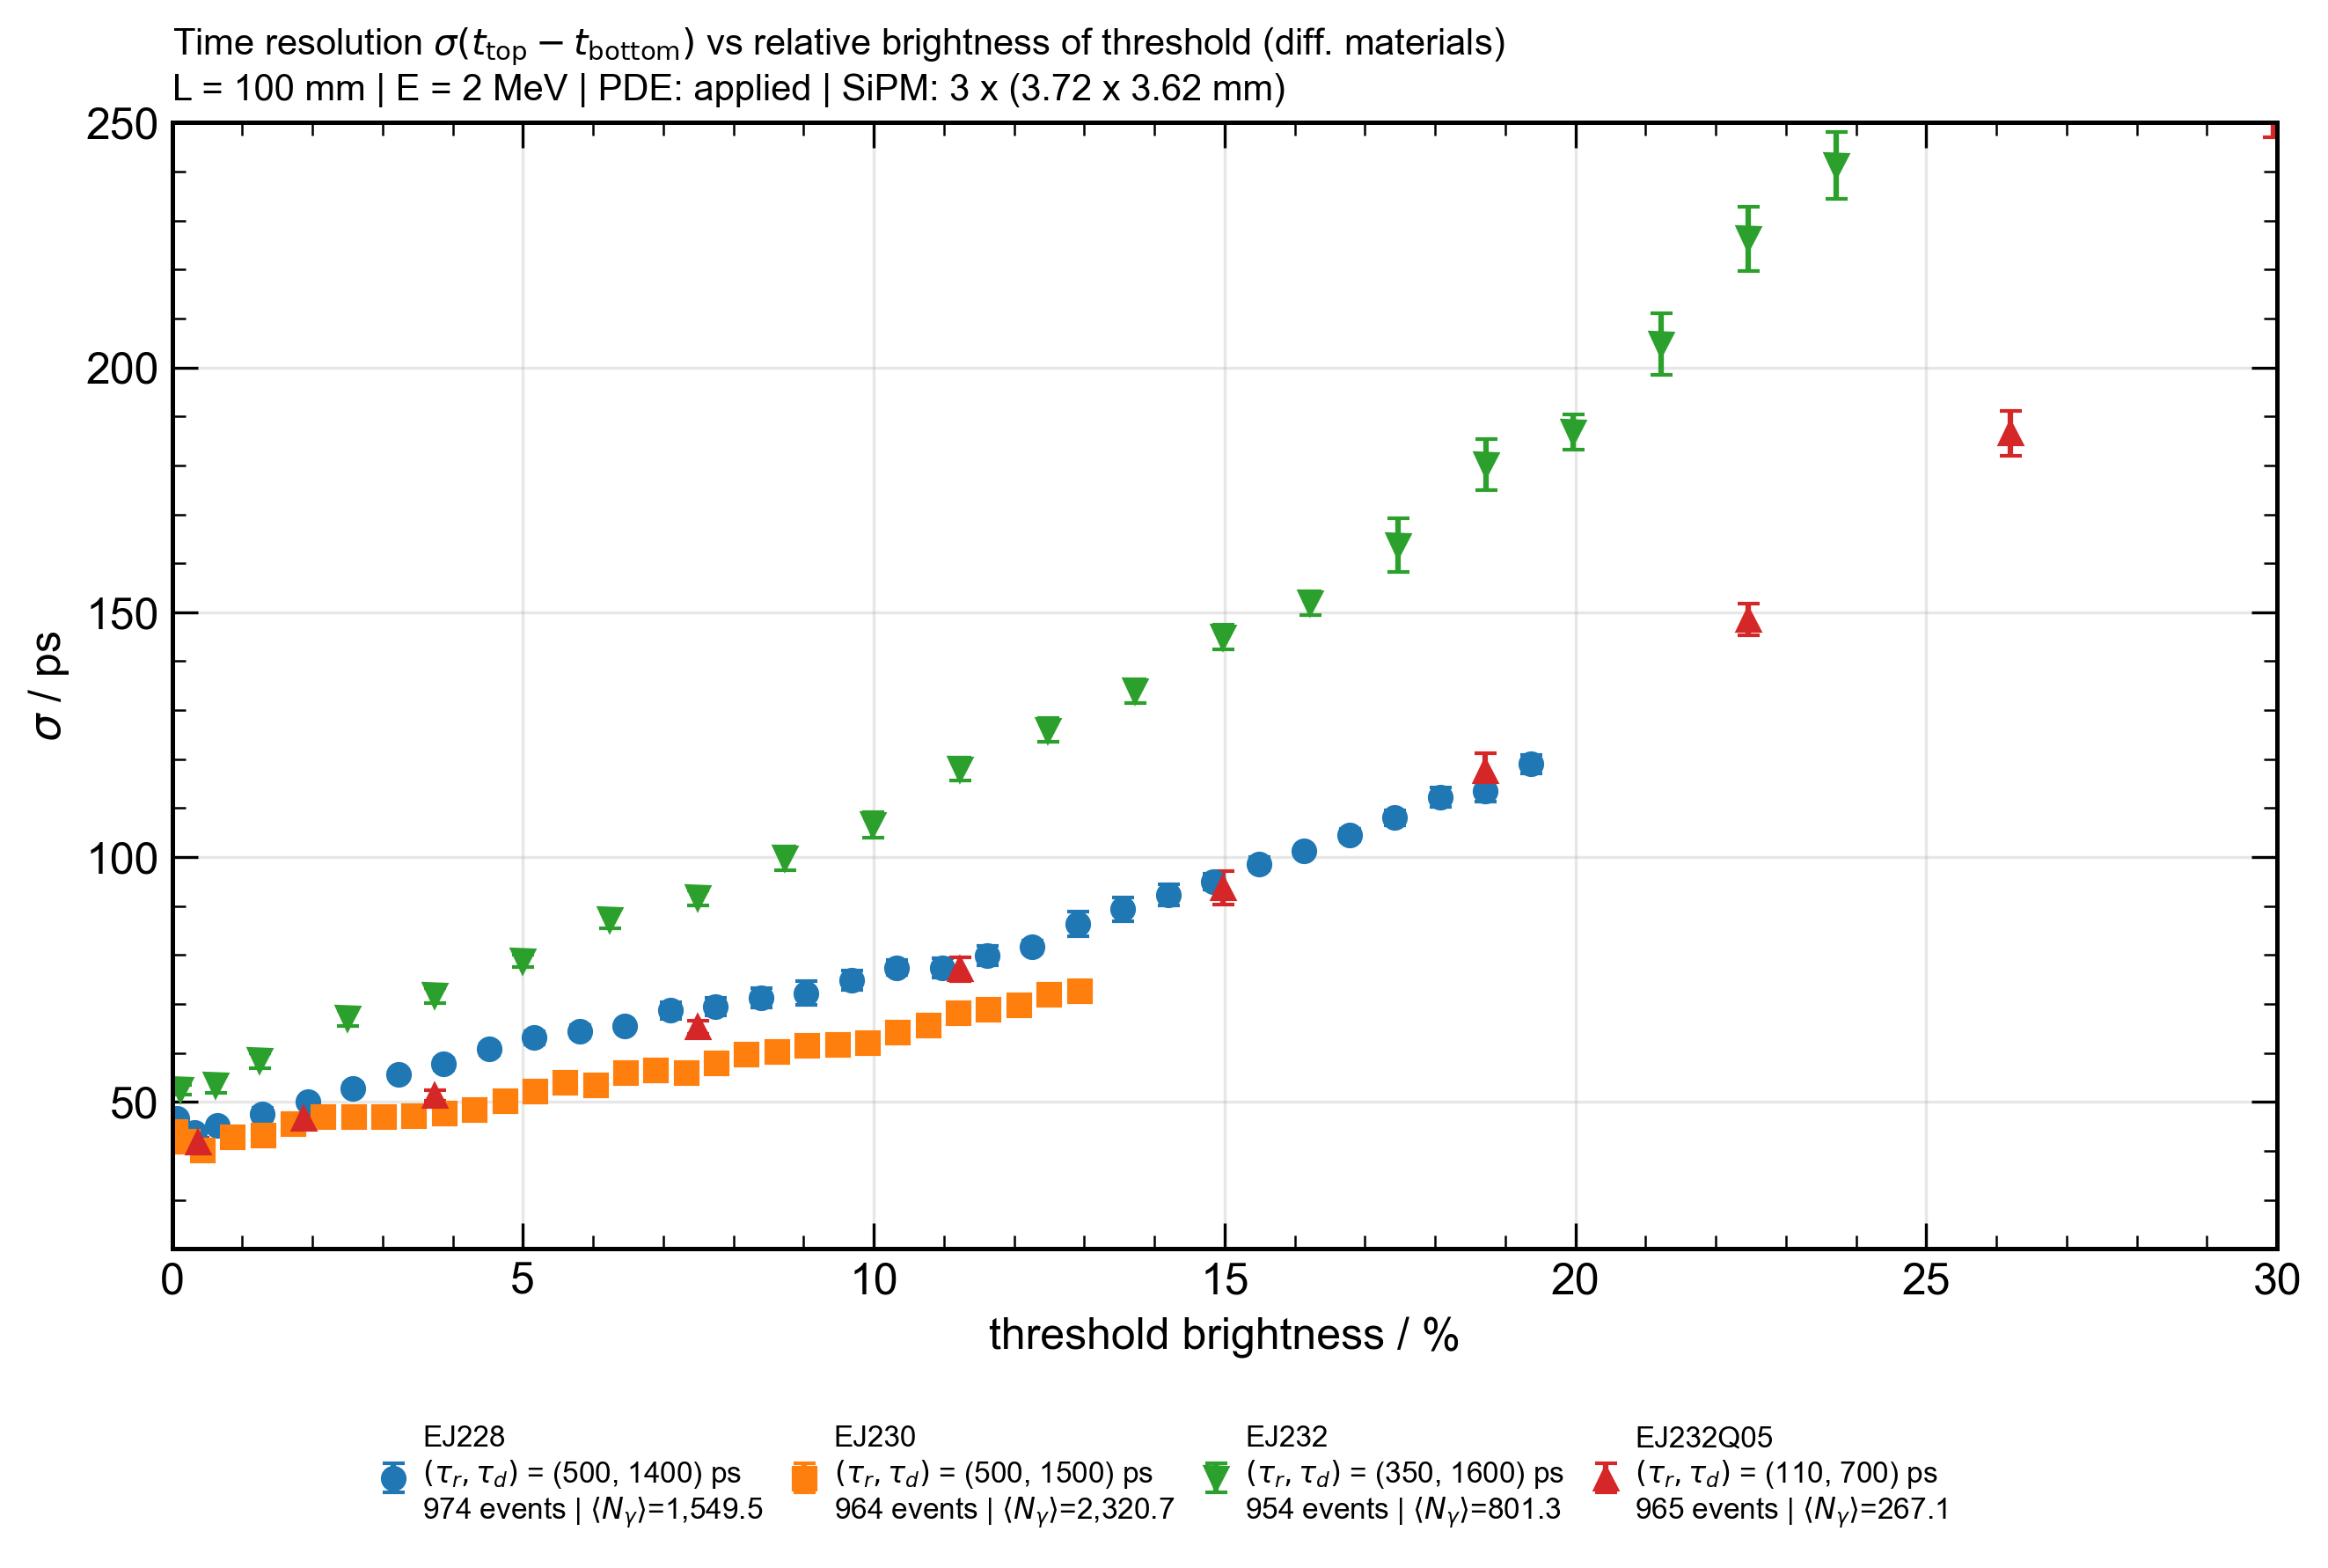 Time resolution σ(t_top − t_bottom) vs relative brightness of threshold (diff. materials)
L = 100 mm | E = 2 MeV | PDE: applied | SiPM: 3 x (3.72 x 3.62 mm)
250
200
150
100
50
σ / ps
0 5 10 15 20 25 30
threshold brightness / %
EJ228
(τ_r, τ_d) = (500, 1400) ps
974 events | ⟨N_γ⟩=1,549.5
EJ230
(τ_r, τ_d) = (500, 1500) ps
964 events | ⟨N_γ⟩=2,320.7
EJ232
(τ_r, τ_d) = (350, 1600) ps
954 events | ⟨N_γ⟩=801.3
EJ232Q05
(τ_r, τ_d) = (110, 700) ps
965 events | ⟨N_γ⟩=267.1